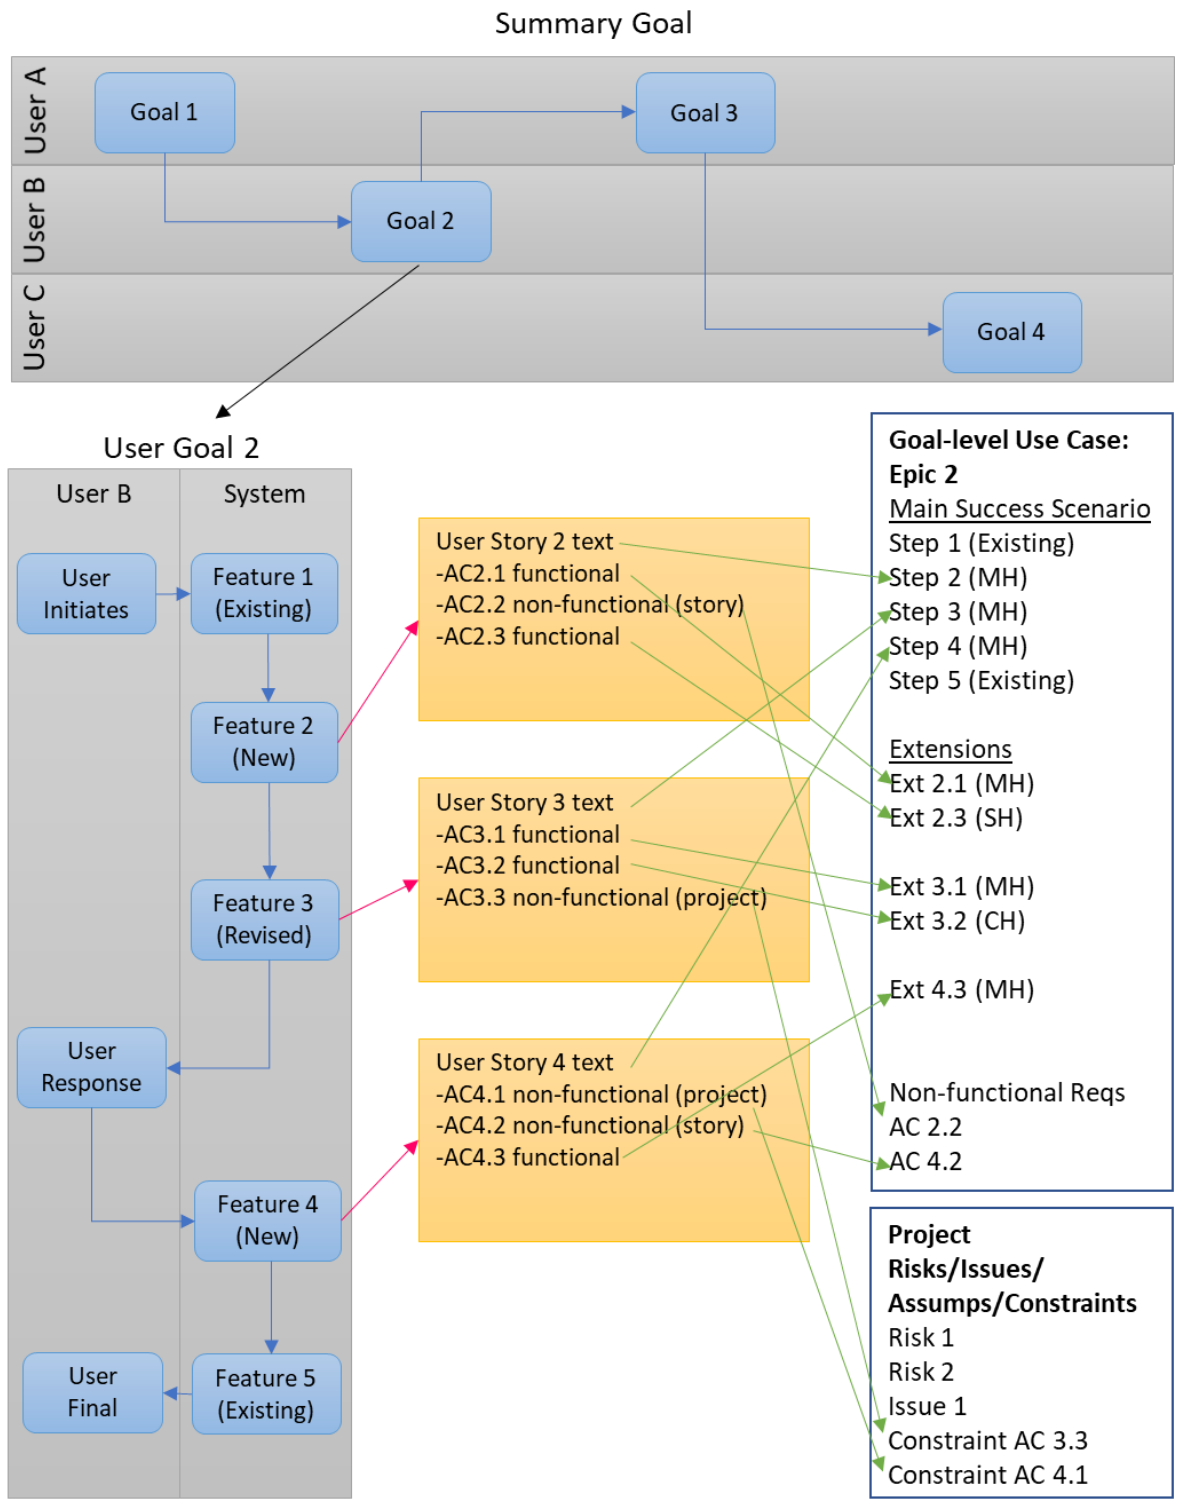 Summary Goal
User A
Goal 1
Goal 3
User B
Goal 2
User C
Goal 4
User Goal 2
User B
System
User
Initiates
Feature 1
(Existing)
Feature 2
(New)
Feature 3
(Revised)
User
Response
Feature 4
(New)
User
Final
Feature 5
(Existing)
User Story 2 text
-AC2.1 functional
-AC2.2 non-functional (story)
-AC2.3 functional
User Story 3 text
-AC3.1 functional
-AC3.2 functional
-AC3.3 non-functional (project)
User Story 4 text
-AC4.1 non-functional (project)
-AC4.2 non-functional (story)
-AC4.3 functional
Goal-level Use Case:
Epic 2
Main Success Scenario
Step 1 (Existing)
Step 2 (MH)
Step 3 (MH)
Step 4 (MH)
Step 5 (Existing)
Extensions
Ext 2.1 (MH)
Ext 2.3 (SH)
Ext 3.1 (MH)
Ext 3.2 (CH)
Ext 4.3 (MH)
Non-functional Reqs
AC 2.2
AC 4.2
Project
Risks/Issues/
Assumps/Constraints
Risk 1
Risk 2
Issue 1
Constraint AC 3.3
Constraint AC 4.1